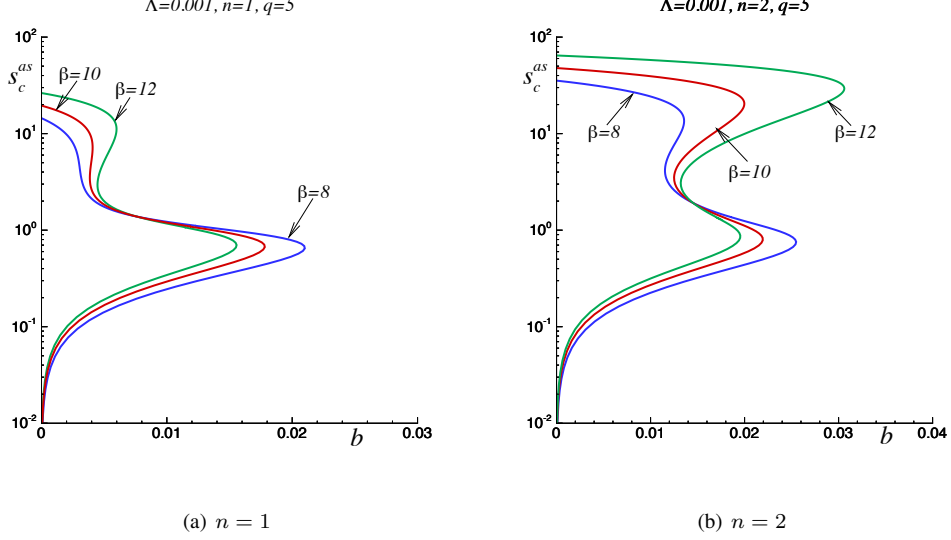 Λ=0.001, n=1, q=5
10²
s_c^{as}
β=10
β=12
10¹
β=8
10⁰
10⁻¹
10⁻²
0
0.01
0.02
b
0.03
(a) n = 1
Λ=0.001, n=2, q=5
10²
s_c^{as}
β=8
β=12
10¹
β=10
10⁰
10⁻¹
10⁻²
0
0.01
0.02
0.03
b
0.04
(b) n = 2